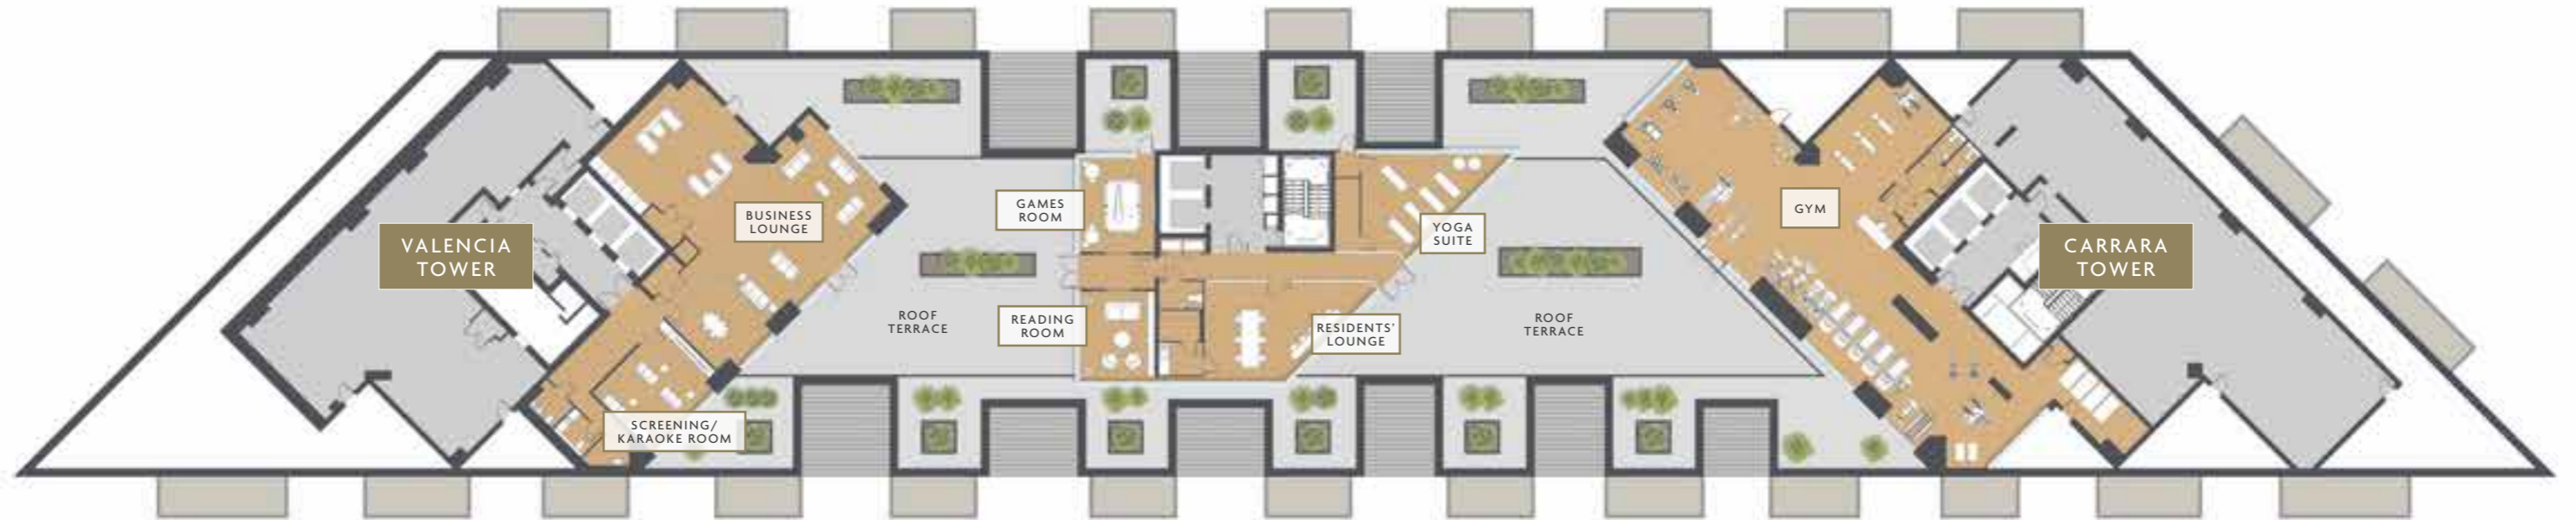 VALENCIA
TOWER
BUSINESS
LOUNGE
SCREENING/
KARAOKE ROOM
ROOF
TERRACE
GAMES
ROOM
READING
ROOM
YOGA
SUITE
RESIDENTS'
LOUNGE
ROOF
TERRACE
GYM
CARRARA
TOWER